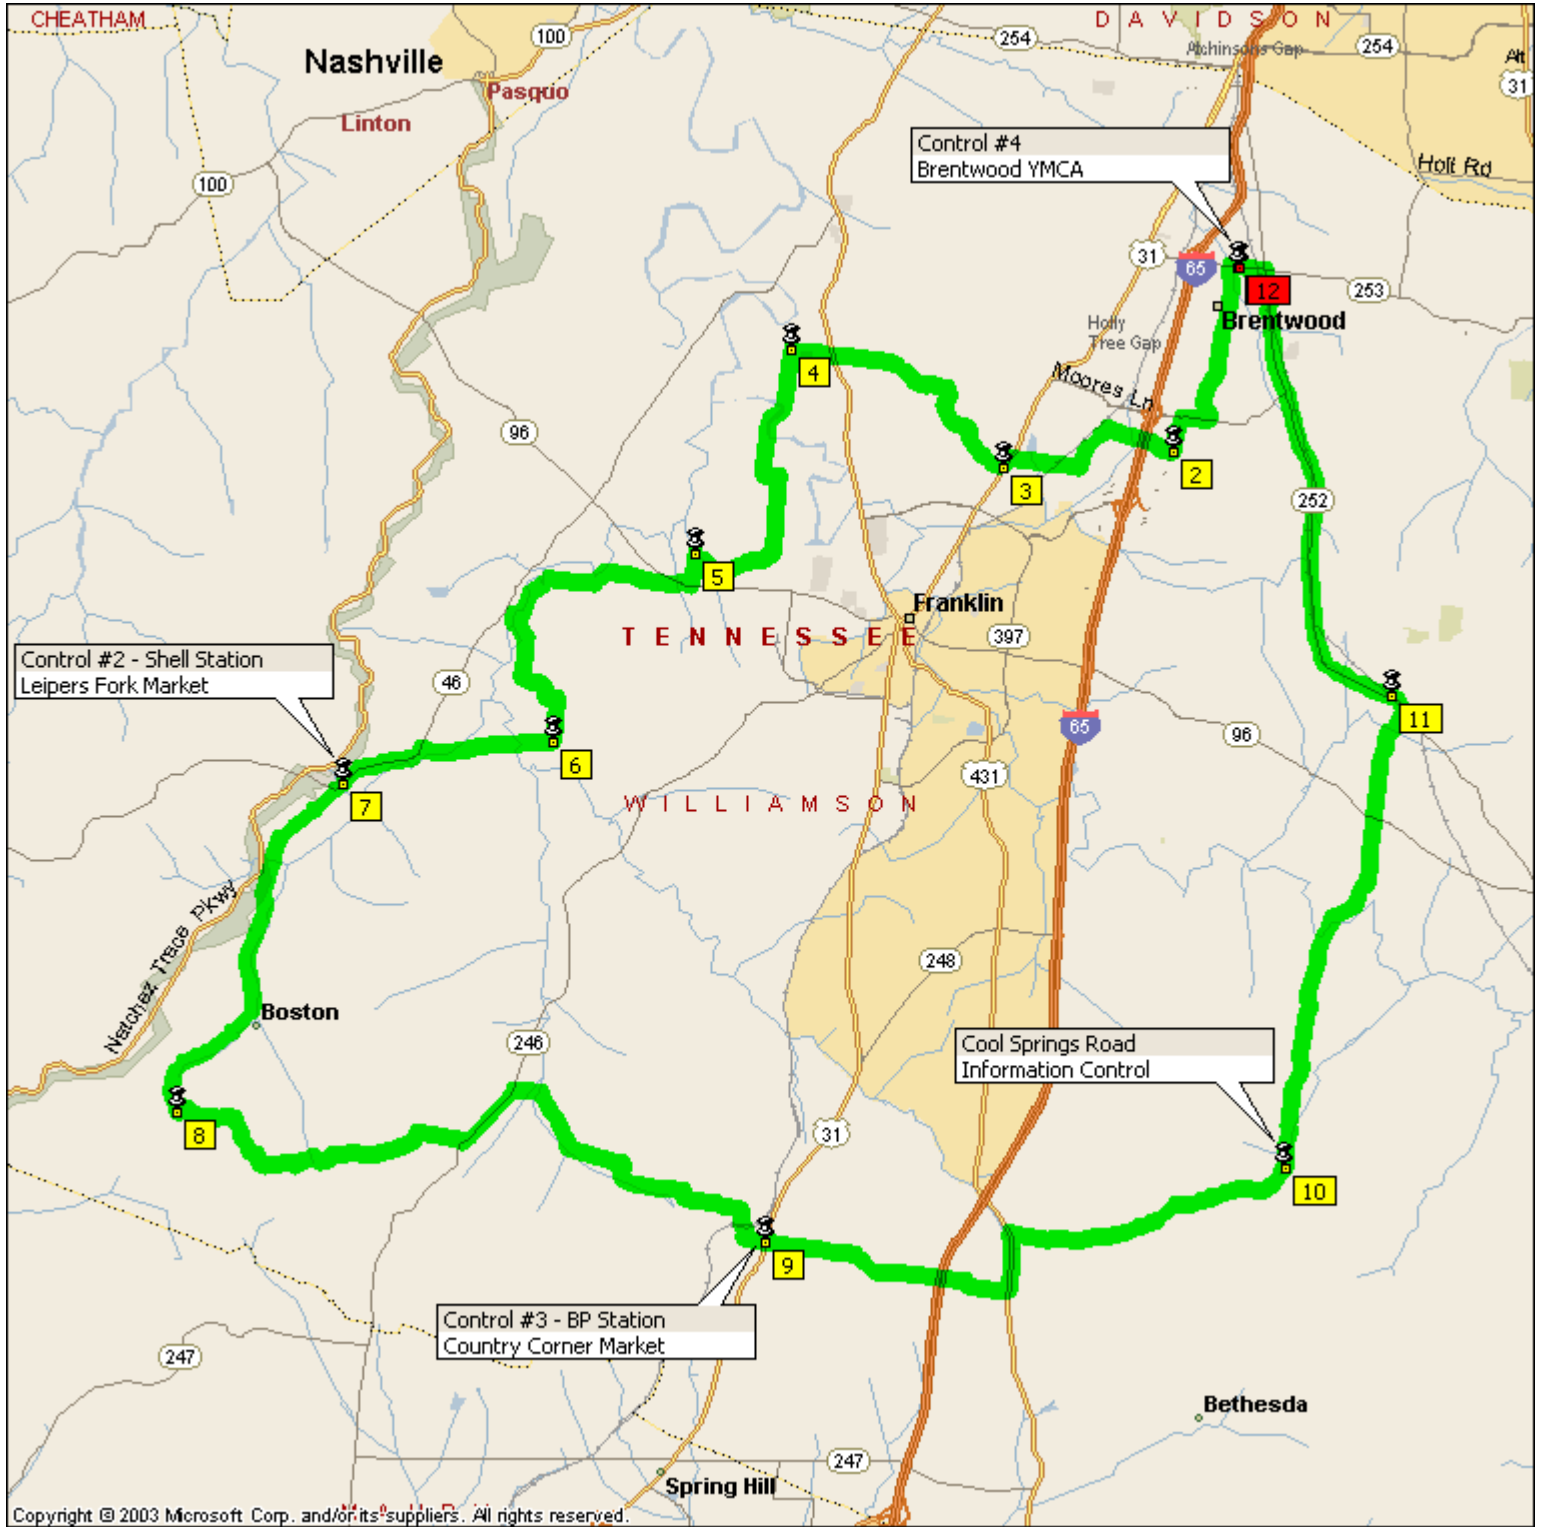 CHEATHAM
DAVIDSON
100
254
Atchinsons Gap
254
Nashville
Alt
31
Pasquo
Linton
Control #4
Brentwood YMCA
Holt Rd
100
31
65
12
253
Brentwood
Holly
Tree Gap
4
Moores Ln
96
2
3
252
5
Franklin
TENNESSEE
397
Control #2 - Shell Station
Leipers Fork Market
46
11
65
96
6
431
7
WILLIAMSON
Natchez Trace Pkwy
248
Boston
246
Cool Springs Road
Information Control
31
8
10
9
Control #3 - BP Station
Country Corner Market
247
Bethesda
247
Spring Hill
Copyright © 2003 Microsoft Corp. and/or its suppliers. All rights reserved.